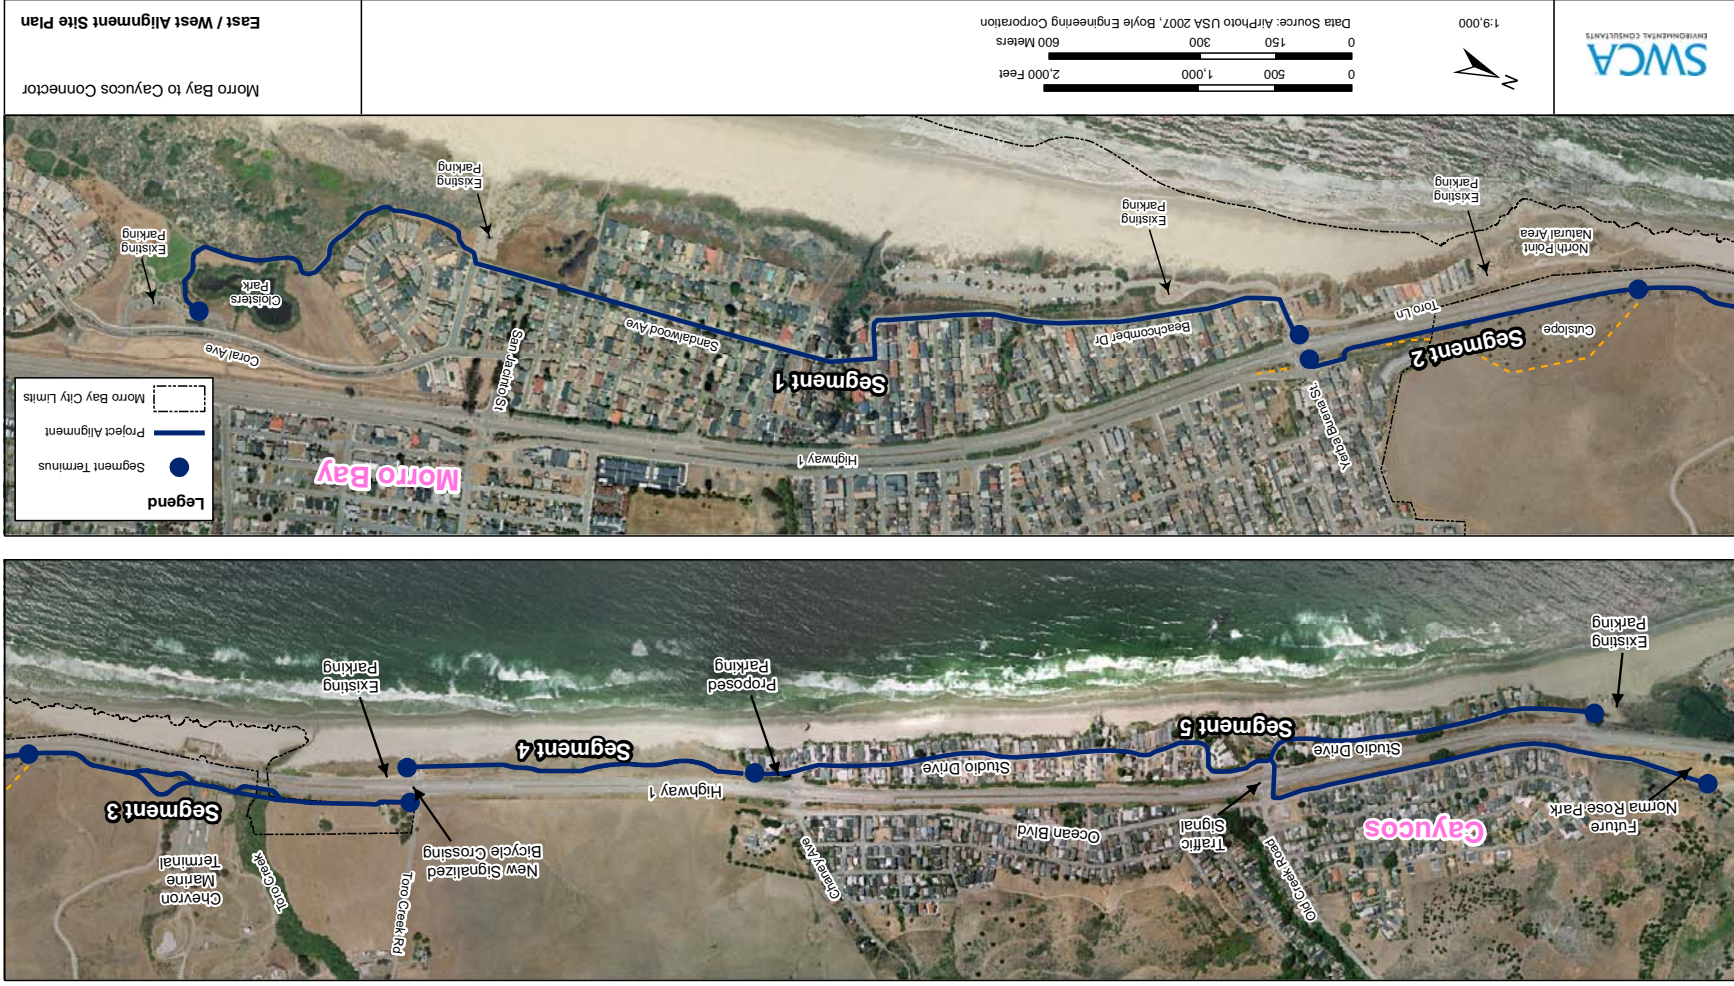 Norma Rose Park
Future
Cayucos
Old Creek Road
Traffic
Signal
Ocean Blvd
Chaney Ave
New Signalized
Bicycle Crossing
Toro Creek Rd
Toro Creek
Chevron
Marine
Terminal
Segment 3
Highway 1
Existing
Parking
Studio Drive
Segment 5
Studio Drive
Proposed
Parking
Segment 4
Existing
Parking
Legend
Segment Terminus
Project Alignment
Morro Bay City Limits
Morro Bay
Highway 1
Yerba Buena St.
Segment 1
San Jacinto St
Coral Ave
Sandalwood Ave
Beachcomber Dr
Segment 2
Cutslope
Toro Ln
Cloisters
Park
Existing
Parking
Existing
Parking
Existing
Parking
North Point
Natural Area
Existing
Parking
SWCA
ENVIRONMENTAL CONSULTANTS
N
1:9,000
0 500 1,000 2,000 Feet
0 150 300 600 Meters
Data Source: AirPhoto USA 2007, Boyle Engineering Corporation
Morro Bay to Cayucos Connector
East / West Alignment Site Plan